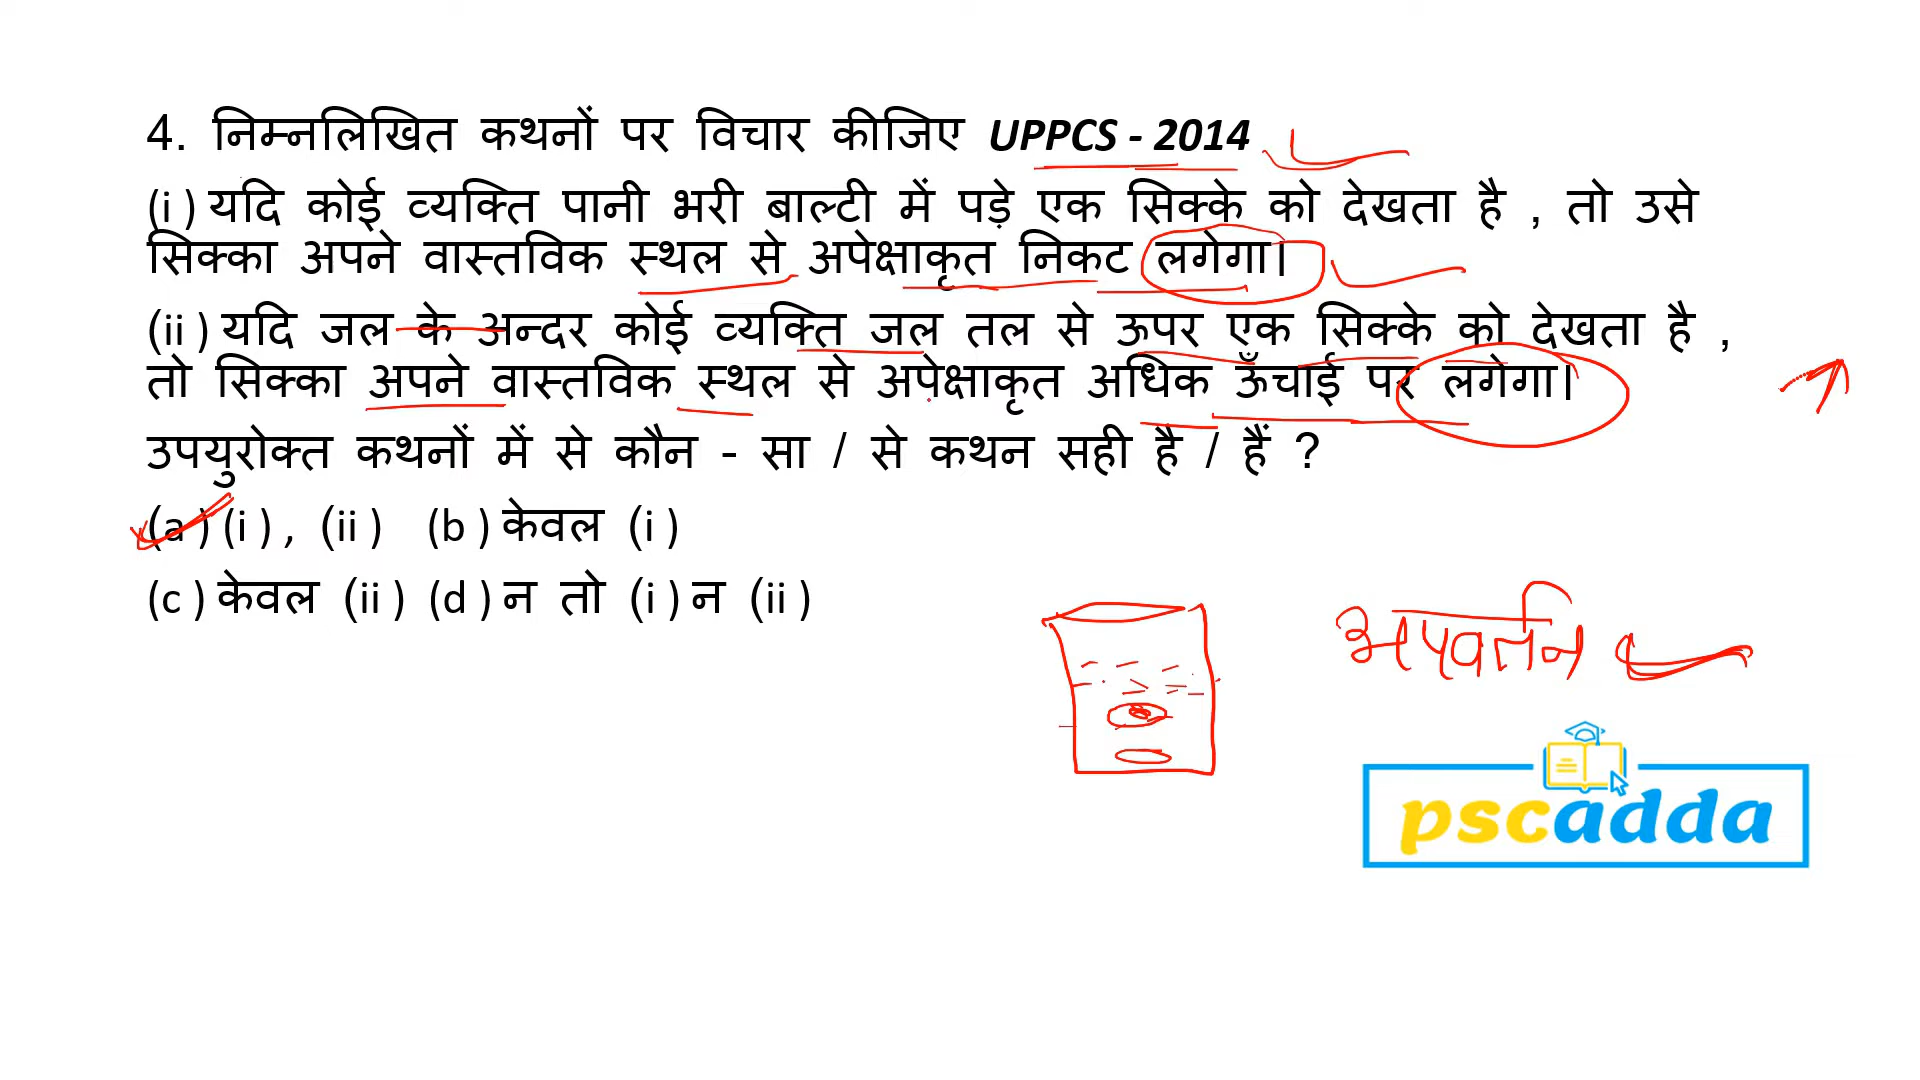 4. निम्नलिखित कथनों पर विचार कीजिए UPPCS - 2014
(i ) यदि कोई व्यक्ति पानी भरी बाल्टी में पड़े एक सिक्के को देखता है , तो उसे
सिक्का अपने वास्तविक स्थल से अपेक्षाकृत निकट लगेगा।
(ii ) यदि जल के अन्दर कोई व्यक्ति जल तल से ऊपर एक सिक्के को देखता है ,
तो सिक्का अपने वास्तविक स्थल से अपेक्षाकृत अधिक ऊँचाई पर लगेगा।
उपयुरोक्त कथनों में से कौन - सा / से कथन सही है / हैं ?
(a ) (i ) , (ii ) (b ) केवल (i )
(c ) केवल (ii ) (d ) न तो (i ) न (ii )
अपवर्तन
pscadda